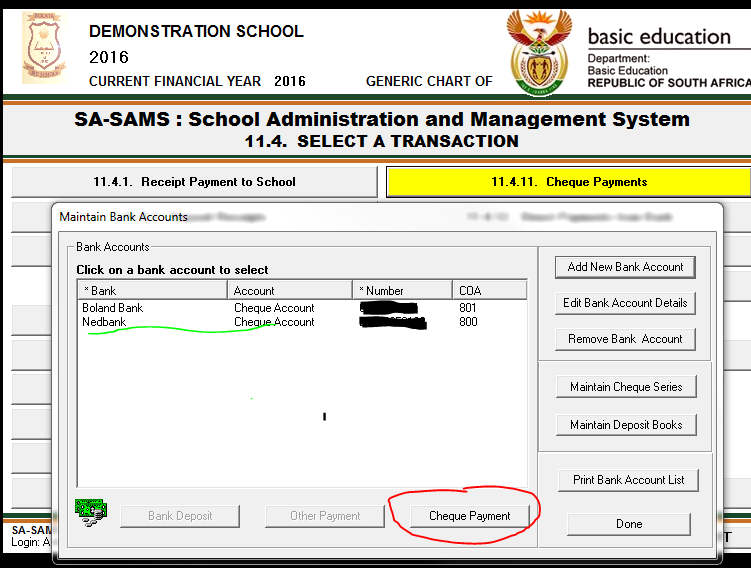 DEMONSTRATION SCHOOL
2016
CURRENT FINANCIAL YEAR 2016 GENERIC CHART OF
basic education
Department:
Basic Education
REPUBLIC OF SOUTH AFRICA
SA-SAMS : School Administration and Management System
11.4. SELECT A TRANSACTION
11.4.1. Receipt Payment to School
11.4.11. Cheque Payments
Maintain Bank Accounts
Bank Accounts
Click on a bank account to select
* Bank Account * Number COA
Boland Bank Cheque Account 801
Nedbank Cheque Account 800
Add New Bank Account
Edit Bank Account Details
Remove Bank Account
Maintain Cheque Series
Maintain Deposit Books
Print Bank Account List
Done
Bank Deposit
Other Payment
Cheque Payment
SA-SAM
Login: A
T